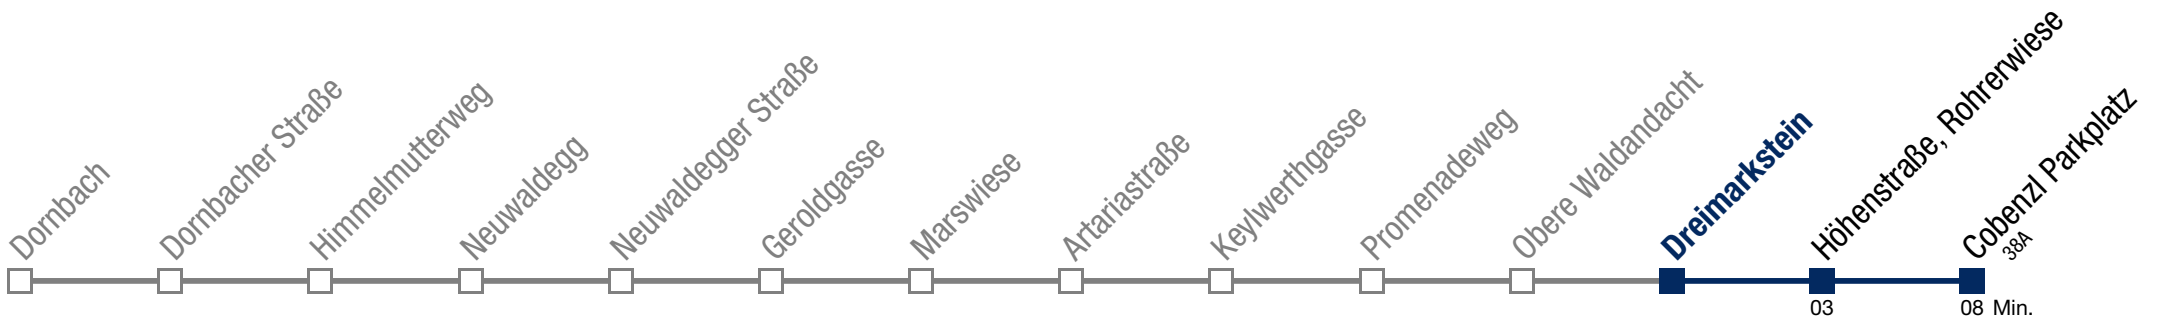 Dornbach
Dornbacher Straße
Himmelmutterweg
Neuwaldegg
Neuwaldegger Straße
Geroldgasse
Marswiese
Artariastraße
Keylwerthgasse
Promenadeweg
Obere Waldandacht
Dreimarkstein
Höhenstraße, Rohrerwiese
Cobenzl Parkplatz
38A
03
08 Min.